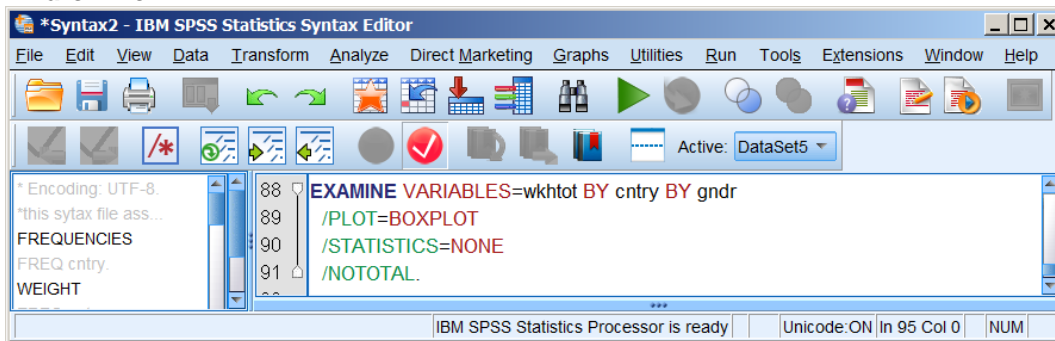 *Syntax2 - IBM SPSS Statistics Syntax Editor
File Edit View Data Transform Analyze Direct Marketing Graphs Utilities Run Tools Extensions Window Help
Active: DataSet5
* Encoding: UTF-8.
*this sytax file ass...
FREQUENCIES
FREQ cntry.
WEIGHT
88 EXAMINE VARIABLES=wkhtot BY cntry BY gndr
89 /PLOT=BOXPLOT
90 /STATISTICS=NONE
91 /NOTOTAL.
IBM SPSS Statistics Processor is ready Unicode:ON In 95 Col 0 NUM